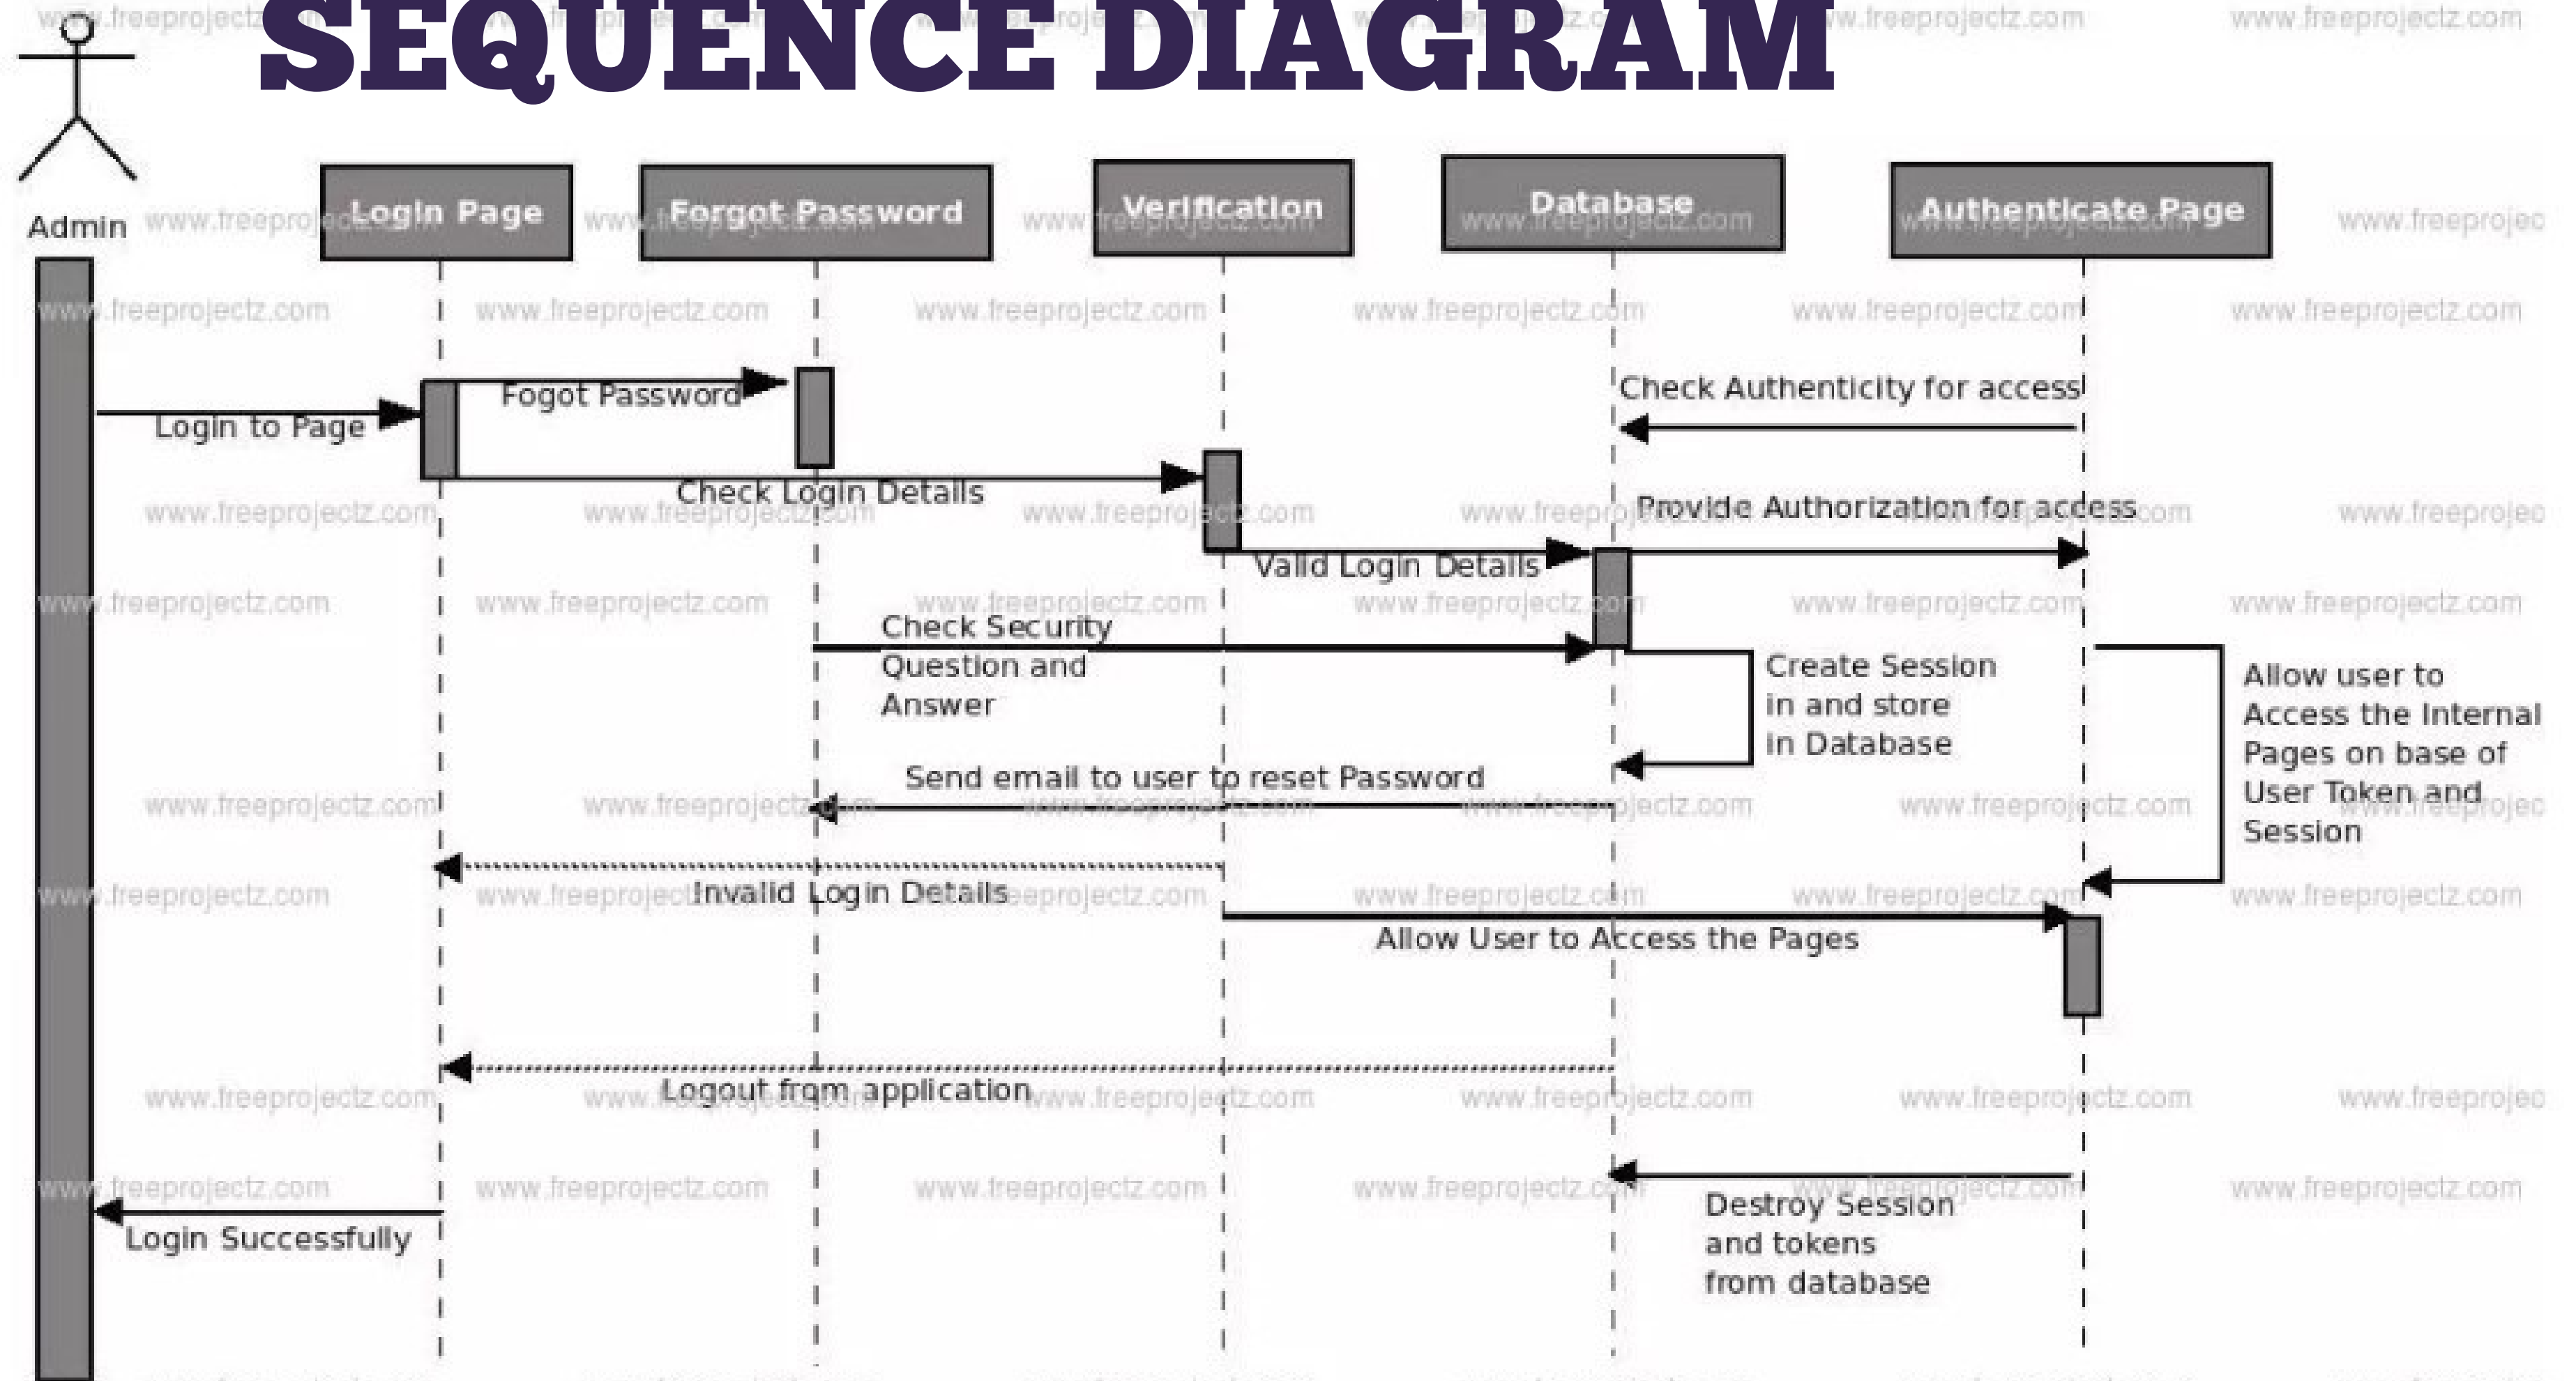 SEQUENCE DIAGRAM
Admin
Login Page
Forgot Password
Verification
Database
Authenticate Page
Fogot Password
Login to Page
Check Authenticity for access
Check Login Details
Provide Authorization for access
Valid Login Details
Check Security
Question and
Answer
Create Session
in and store
in Database
Allow user to
Access the Internal
Pages on base of
User Token and
Session
Send email to user to reset Password
Invalid Login Details
Allow User to Access the Pages
Logout from application
Destroy Session
and tokens
from database
Login Successfully
www.freeprojectz.com